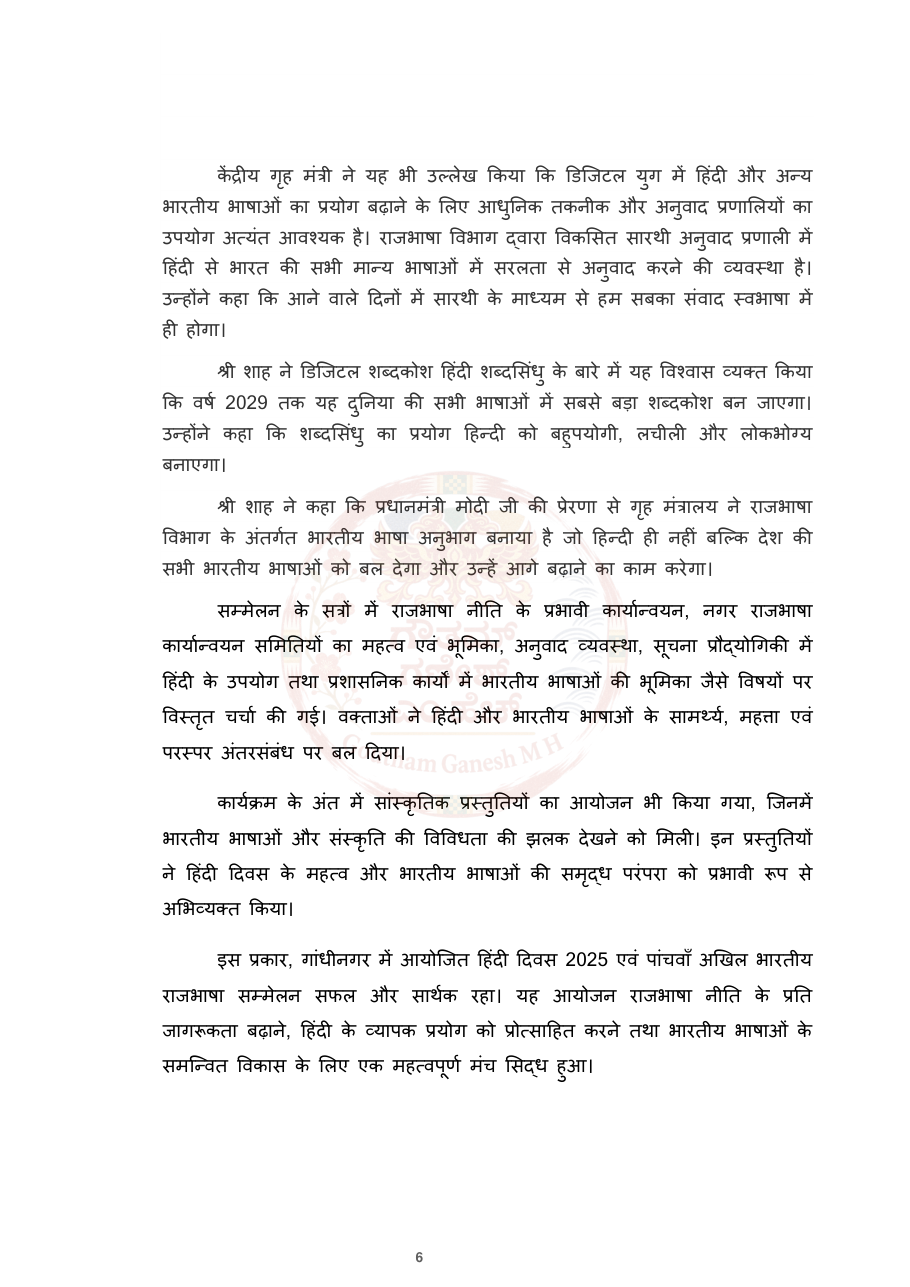 केंद्रीय गृह मंत्री ने यह भी उल्लेख किया कि डिजिटल युग में हिंदी और अन्य
भारतीय भाषाओं का प्रयोग बढ़ाने के लिए आधुनिक तकनीक और अनुवाद प्रणालियों का
उपयोग अत्यंत आवश्यक है। राजभाषा विभाग द्वारा विकसित सारथी अनुवाद प्रणाली में
हिंदी से भारत की सभी मान्य भाषाओं में सरलता से अनुवाद करने की व्यवस्था है।
उन्होंने कहा कि आने वाले दिनों में सारथी के माध्यम से हम सबका संवाद स्वभाषा में
ही होगा।
श्री शाह ने डिजिटल शब्दकोश हिंदी शब्दसिंधु के बारे में यह विश्वास व्यक्त किया
कि वर्ष 2029 तक यह दुनिया की सभी भाषाओं में सबसे बड़ा शब्दकोश बन जाएगा।
उन्होंने कहा कि शब्दसिंधु का प्रयोग हिन्दी को बहुपयोगी, लचीली और लोकभोग्य
बनाएगा।
श्री शाह ने कहा कि प्रधानमंत्री मोदी जी की प्रेरणा से गृह मंत्रालय ने राजभाषा
विभाग के अंतर्गत भारतीय भाषा अनुभाग बनाया है जो हिन्दी ही नहीं बल्कि देश की
सभी भारतीय भाषाओं को बल देगा और उन्हें आगे बढ़ाने का काम करेगा।
सम्मेलन के सत्रों में राजभाषा नीति के प्रभावी कार्यान्वयन, नगर राजभाषा
कार्यान्वयन समितियों का महत्व एवं भूमिका, अनुवाद व्यवस्था, सूचना प्रौद्योगिकी में
हिंदी के उपयोग तथा प्रशासनिक कार्यों में भारतीय भाषाओं की भूमिका जैसे विषयों पर
विस्तृत चर्चा की गई। वक्ताओं ने हिंदी और भारतीय भाषाओं के सामर्थ्य, महत्ता एवं
परस्पर अंतरसंबंध पर बल दिया।
ಗೌತಮ್
ಗಣೇಶ್
ಎಂಹೆಚ್
Goutham Ganesh M H
कार्यक्रम के अंत में सांस्कृतिक प्रस्तुतियों का आयोजन भी किया गया, जिनमें
भारतीय भाषाओं और संस्कृति की विविधता की झलक देखने को मिली। इन प्रस्तुतियों
ने हिंदी दिवस के महत्व और भारतीय भाषाओं की समृद्ध परंपरा को प्रभावी रूप से
अभिव्यक्त किया।
इस प्रकार, गांधीनगर में आयोजित हिंदी दिवस 2025 एवं पांचवाँ अखिल भारतीय
राजभाषा सम्मेलन सफल और सार्थक रहा। यह आयोजन राजभाषा नीति के प्रति
जागरूकता बढ़ाने, हिंदी के व्यापक प्रयोग को प्रोत्साहित करने तथा भारतीय भाषाओं के
समन्वित विकास के लिए एक महत्वपूर्ण मंच सिद्ध हुआ।
6